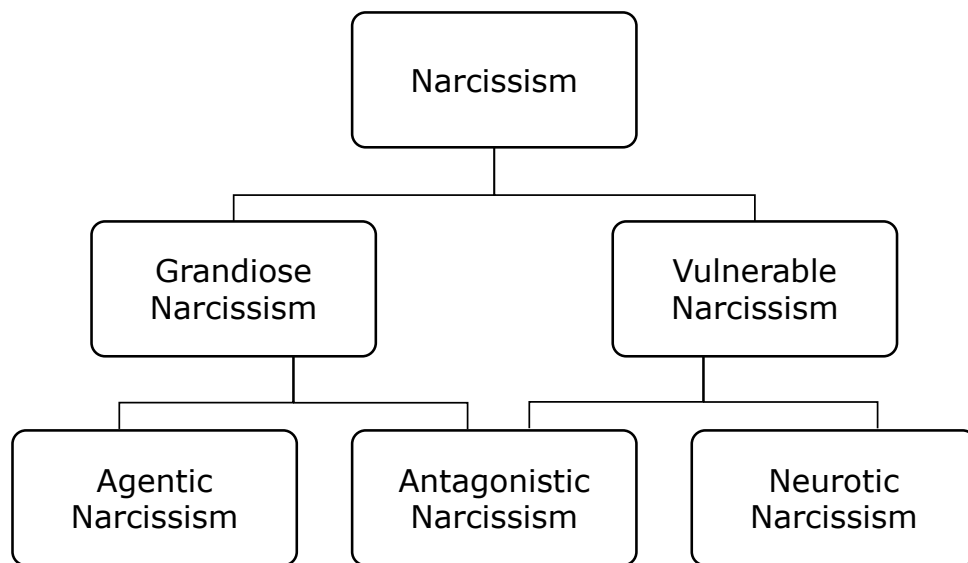 Narcissism
Grandiose
Narcissism
Vulnerable
Narcissism
Agentic
Narcissism
Antagonistic
Narcissism
Neurotic
Narcissism